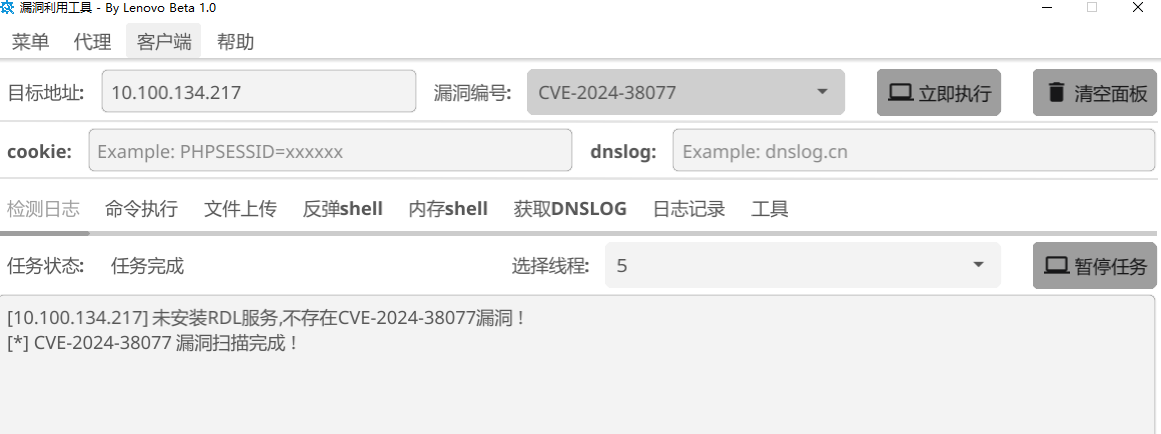 漏洞利用工具 - By Lenovo Beta 1.0
菜单 代理 客户端 帮助
目标地址: 10.100.134.217 漏洞编号: CVE-2024-38077 立即执行 清空面板
cookie: Example: PHPSESSID=xxxxxx dnslog: Example: dnslog.cn
检测日志 命令执行 文件上传 反弹shell 内存shell 获取DNSLOG 日志记录 工具
任务状态: 任务完成 选择线程: 5 暂停任务
[10.100.134.217] 未安装RDL服务,不存在CVE-2024-38077漏洞！
[*] CVE-2024-38077 漏洞扫描完成！